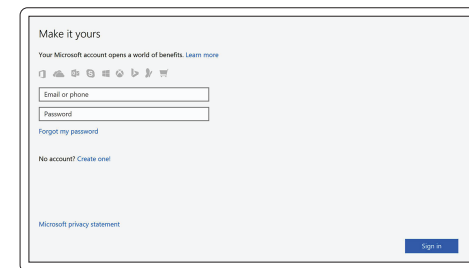 Make it yours
Your Microsoft account opens a world of benefits. Learn more
Email or phone
Password
Forgot my password
No account? Create one!
Microsoft privacy statement
Sign in